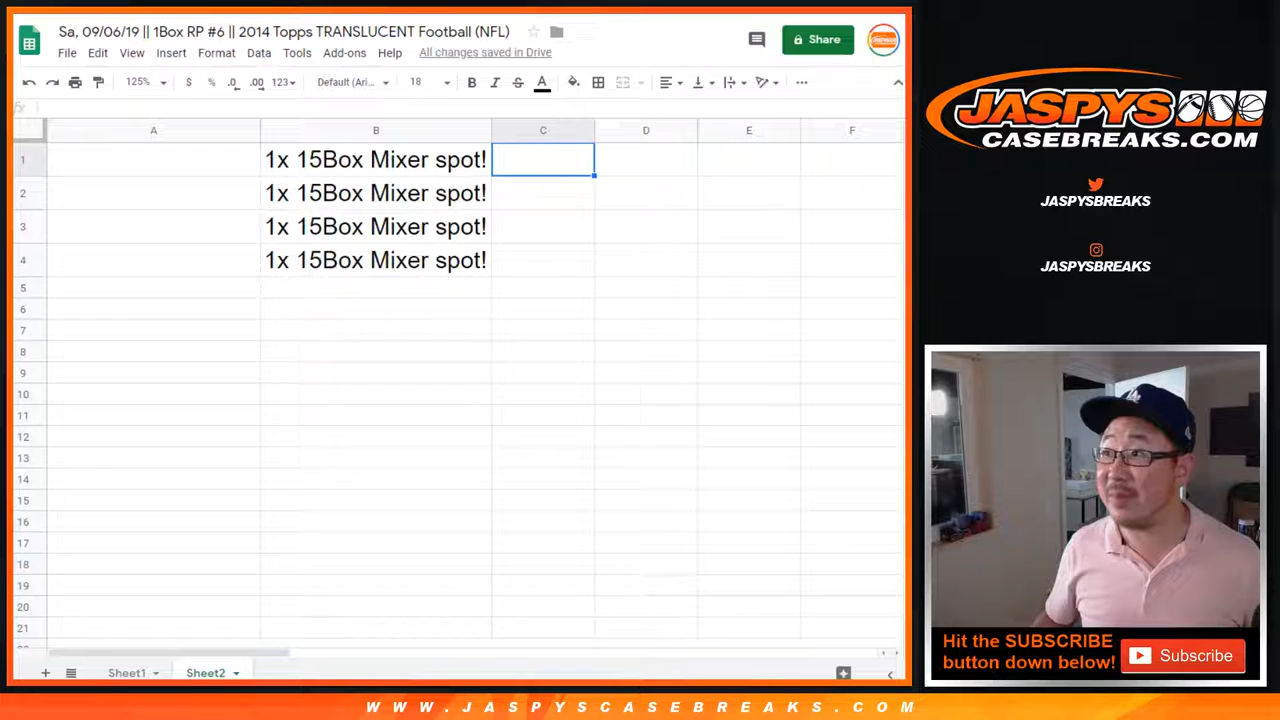 Sa, 09/06/19 || 1Box RP #6 || 2014 Topps TRANSLUCENT Football (NFL)
File Edit View Insert Format Data Tools Add-ons Help All changes saved in Drive
Share
125% $ % .0 .00 123 Default (Ari... 18 B I S A
fx
A B C D E F
1 1x 15Box Mixer spot!
2 1x 15Box Mixer spot!
3 1x 15Box Mixer spot!
4 1x 15Box Mixer spot!
5
6
7
8
9
10
11
12
13
14
15
16
17
18
19
20
21
Sheet1 Sheet2
JASPYS
CASEBREAKS.COM
JASPYSBREAKS
JASPYSBREAKS
LA
Hit the SUBSCRIBE
button down below!
Subscribe
WWW.JASPYSCASEBREAKS.COM